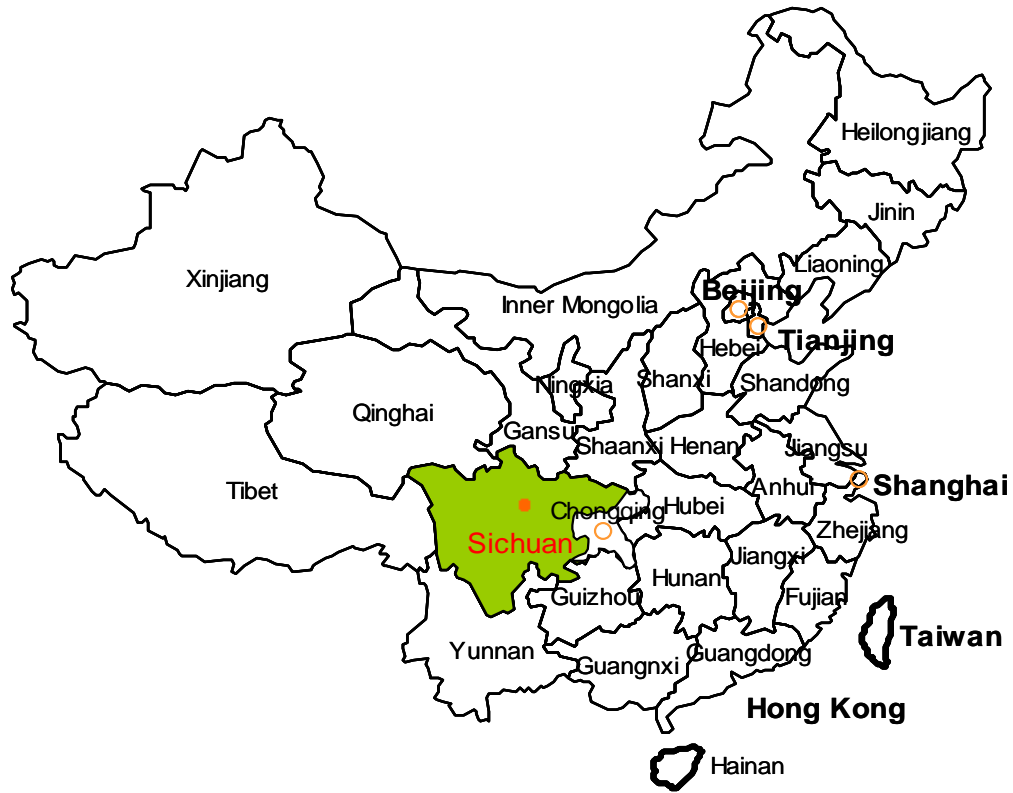 Heilongjiang
Jinin
Liaoning
Xinjiang
Beijing
Inner Mongolia
Tianjing
Hebei
Shanxi
Shandong
Ningxia
Qinghai
Gansu
Shaanxi
Henan
Jiangsu
Tibet
Anhui
Shanghai
Hubei
Chongqing
Zhejiang
Sichuan
Jiangxi
Hunan
Guizhou
Fujian
Taiwan
Yunnan
Guangdong
Guangnxi
Hong Kong
Hainan